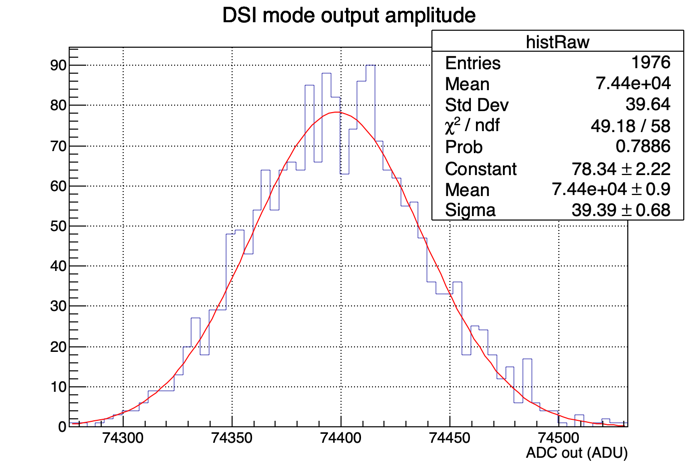 DSI mode output amplitude
histRaw
Entries 1976
Mean 7.44e+04
Std Dev 39.64
χ² / ndf 49.18 / 58
Prob 0.7886
Constant 78.34 ± 2.22
Mean 7.44e+04 ± 0.9
Sigma 39.39 ± 0.68
90
80
70
60
50
40
30
20
10
0
74300 74350 74400 74450 74500
ADC out (ADU)